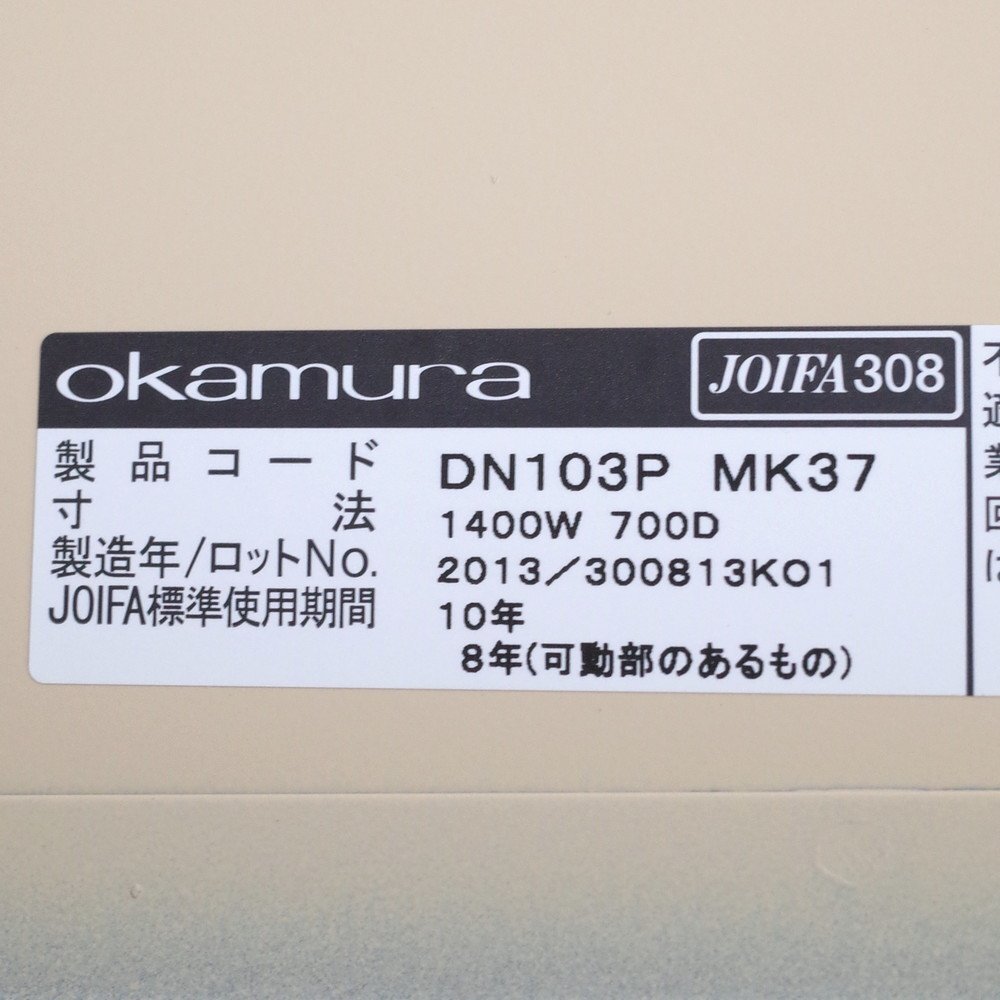 okamura
JOIFA308
製品コード DN103P MK37
寸法 1400W 700D
製造年/ロットNo. 2013/300813K01
JOIFA標準使用期間 10年
8年(可動部のあるもの)
適
業